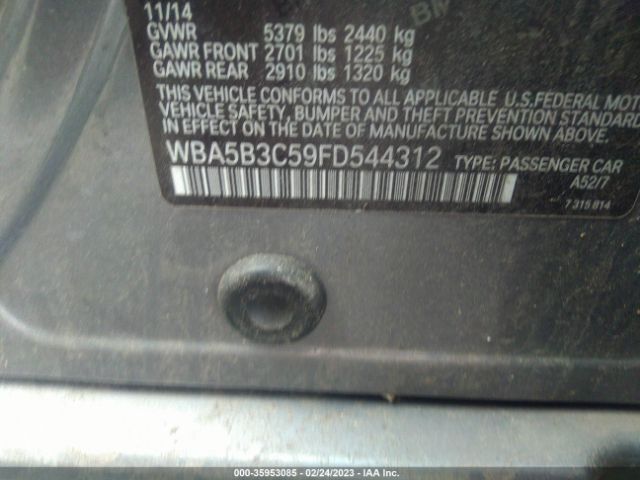 11/14
GVWR 5379 lbs 2440 kg
GAWR FRONT 2701 lbs 1225 kg
GAWR REAR 2910 lbs 1320 kg
THIS VEHICLE CONFORMS TO ALL APPLICABLE U.S.FEDERAL MOT
VEHICLE SAFETY, BUMPER AND THEFT PREVENTION STANDARD
ON THE DATE OF MANUFACTURE SHOWN ABOVE.
WBA5B3C59FD544312 TYPE: PASSENGER CAR
A52/7
7 315 814
000-35953085 - 02/24/2023 - IAA Inc.